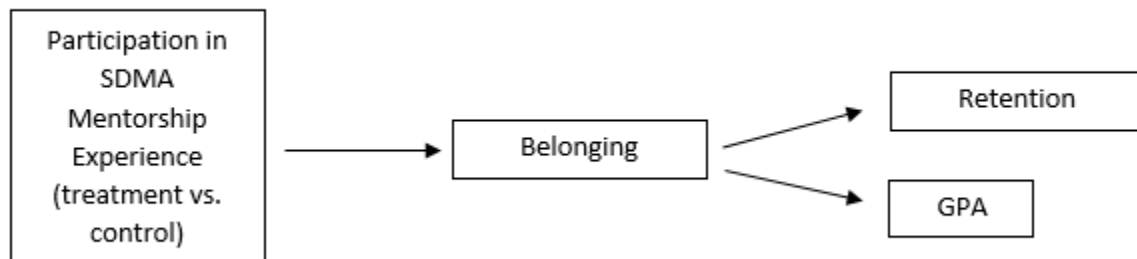 Participation in
SDMA
Mentorship
Experience
(treatment vs.
control)
Belonging
Retention
GPA